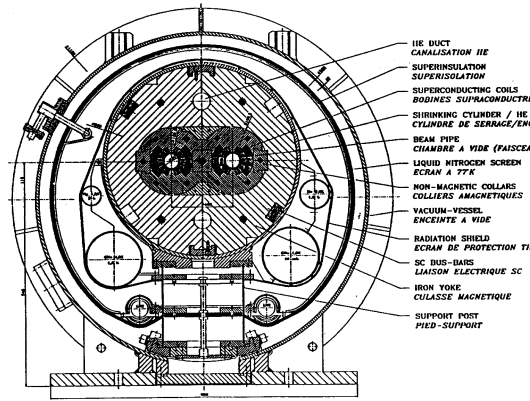 HE DUCT
CANALISATION HE
SUPERINSULATION
SUPERISOLATION
SUPERCONDUCTING COILS
BOBINES SUPRACONDUCTRI
SHRINKING CYLINDER / HE
CYLINDRE DE SERRAGE/ENC
BEAM PIPE
CHAMBRE A VIDE (FAISCEA
LIQUID NITROGEN SCREEN
ECRAN A 77K
NON-MAGNETIC COLLARS
COLLIERS AMAGNETIQUES
VACUUM-VESSEL
ENCEINTE A VIDE
RADIATION SHIELD
ECRAN DE PROTECTION T
SC BUS-BARS
LIAISON ELECTRIQUE SC
IRON YOKE
CULASSE MAGNETIQUE
SUPPORT POST
PIED-SUPPORT